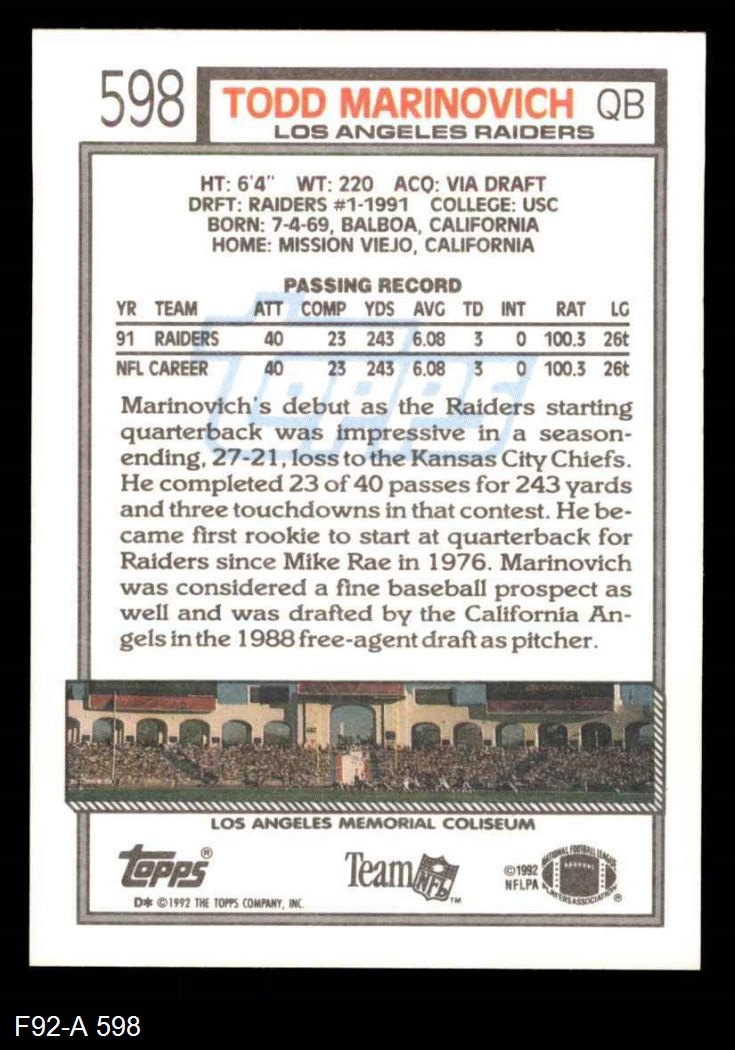 598 TODD MARINOVICH QB
LOS ANGELES RAIDERS
HT: 6'4" WT: 220 ACQ: VIA DRAFT
DRFT: RAIDERS #1-1991 COLLEGE: USC
BORN: 7-4-69, BALBOA, CALIFORNIA
HOME: MISSION VIEJO, CALIFORNIA
PASSING RECORD
YR TEAM ATT COMP YDS AVG TD INT RAT LG
91 RAIDERS 40 23 243 6.08 3 0 100.3 26t
NFL CAREER 40 23 243 6.08 3 0 100.3 26t
topps
Marinovich's debut as the Raiders starting
quarterback was impressive in a season-
ending, 27-21, loss to the Kansas City Chiefs.
He completed 23 of 40 passes for 243 yards
and three touchdowns in that contest. He be-
came first rookie to start at quarterback for
Raiders since Mike Rae in 1976. Marinovich
was considered a fine baseball prospect as
well and was drafted by the California An-
gels in the 1988 free-agent draft as pitcher.
LOS ANGELES MEMORIAL COLISEUM
topps®
Team NFL™
©1992
NFLPA
NATIONAL FOOTBALL LEAGUE
PLAYERS ASSOCIATION ®
D* ©1992 THE TOPPS COMPANY, INC.
F92-A 598